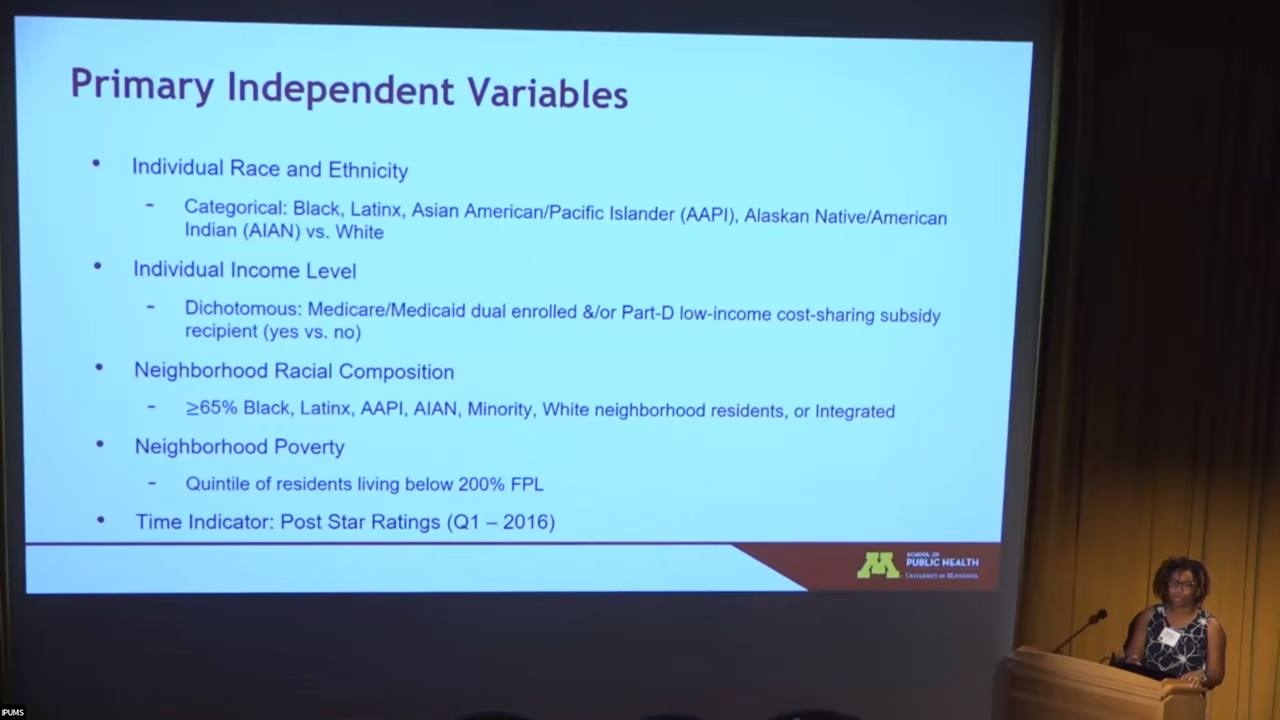 Primary Independent Variables
• Individual Race and Ethnicity
- Categorical: Black, Latinx, Asian American/Pacific Islander (AAPI), Alaskan Native/American
Indian (AIAN) vs. White
• Individual Income Level
- Dichotomous: Medicare/Medicaid dual enrolled &/or Part-D low-income cost-sharing subsidy
recipient (yes vs. no)
• Neighborhood Racial Composition
- ≥65% Black, Latinx, AAPI, AIAN, Minority, White neighborhood residents, or Integrated
• Neighborhood Poverty
- Quintile of residents living below 200% FPL
• Time Indicator: Post Star Ratings (Q1 – 2016)
M
SCHOOL OF
PUBLIC HEALTH
UNIVERSITY OF MINNESOTA
IPUMS